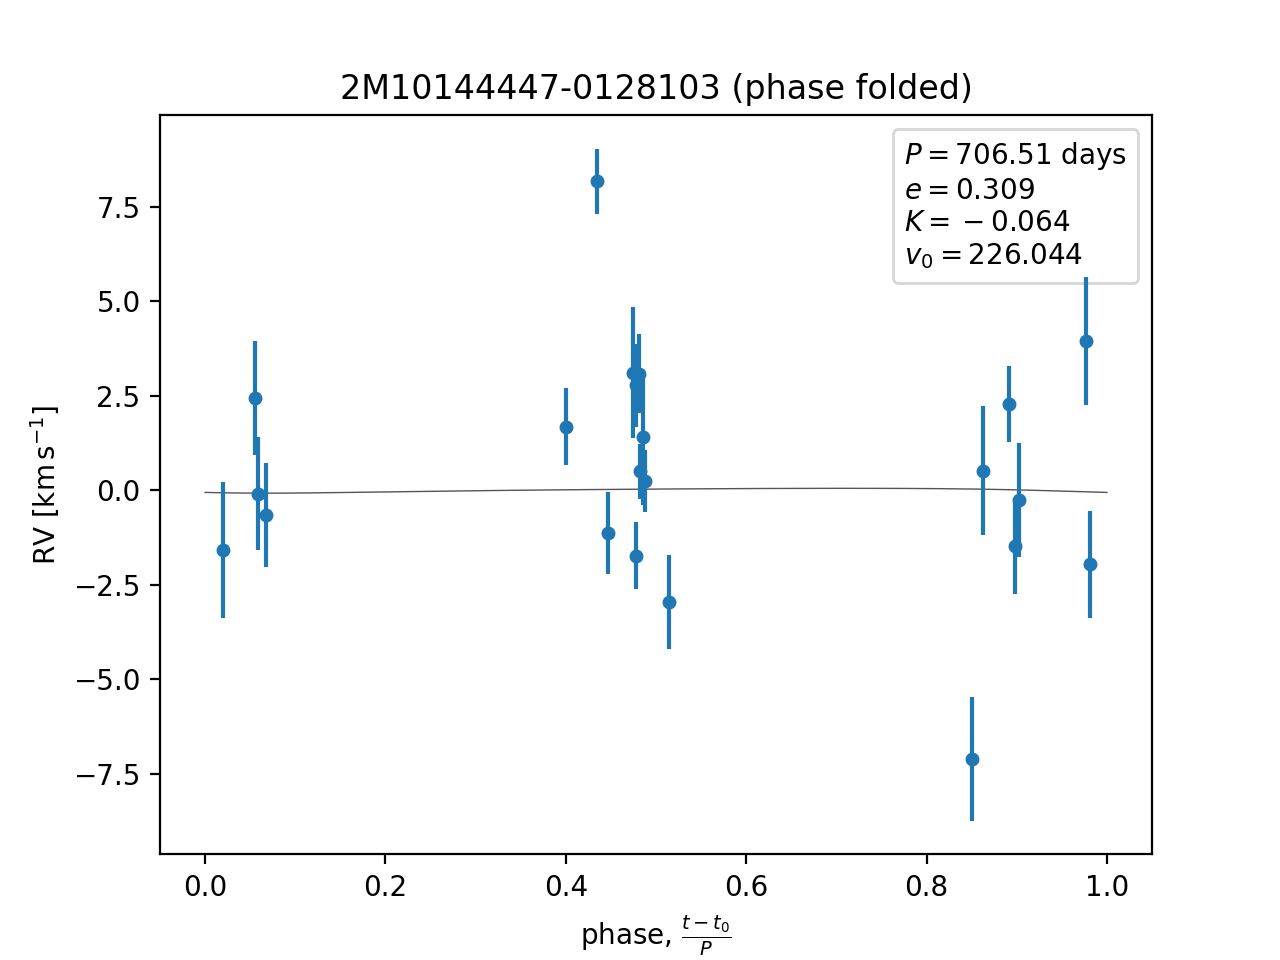 2M10144447-0128103 (phase folded)
P = 706.51 days
e = 0.309
K = −0.064
v₀ = 226.044
RV [km s⁻¹]
7.5
5.0
2.5
0.0
−2.5
−5.0
−7.5
0.0 0.2 0.4 0.6 0.8 1.0
phase, (t − t₀)/P